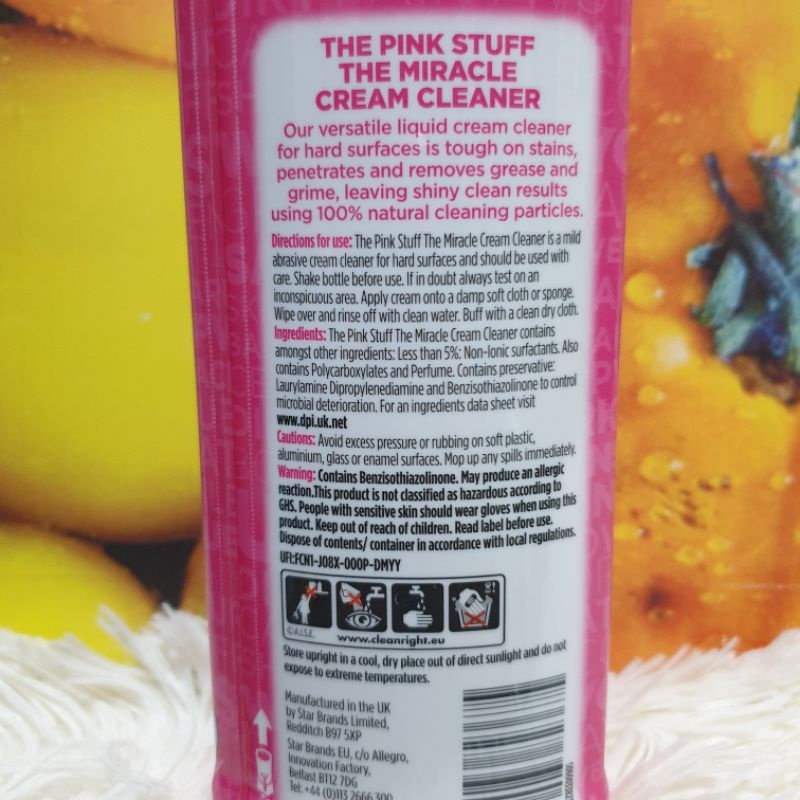 THE PINK STUFF
THE MIRACLE
CREAM CLEANER
Our versatile liquid cream cleaner
for hard surfaces is tough on stains,
penetrates and removes grease and
grime, leaving shiny clean results
using 100% natural cleaning particles.
Directions for use: The Pink Stuff The Miracle Cream Cleaner is a mild
abrasive cream cleaner for hard surfaces and should be used with
care. Shake bottle before use. If in doubt always test on an
inconspicuous area. Apply cream onto a damp soft cloth or sponge.
Wipe over and rinse off with clean water. Buff with a clean dry cloth.
Ingredients: The Pink Stuff The Miracle Cream Cleaner contains
amongst other ingredients: Less than 5%: Non-Ionic surfactants. Also
contains Polycarboxylates and Perfume. Contains preservative:
Laurylamine Dipropylenediamine and Benzisothiazolinone to control
microbial deterioration. For an ingredients data sheet visit
www.dpi.uk.net
Cautions: Avoid excess pressure or rubbing on soft plastic,
aluminium, glass or enamel surfaces. Mop up any spills immediately.
Warning: Contains Benzisothiazolinone. May produce an allergic
reaction.This product is not classified as hazardous according to
GHS. People with sensitive skin should wear gloves when using this
product. Keep out of reach of children. Read label before use.
Dispose of contents/ container in accordance with local regulations.
UFI:FCN1-J08X-000P-DMYY
©A.I.S.E.
www.cleanright.eu
Store upright in a cool, dry place out of direct sunlight and do not
expose to extreme temperatures.
Manufactured in the UK
by Star Brands Limited,
Redditch B97 5XP
Star Brands EU, c/o Allegro,
Innovation Factory,
Belfast BT12 7DG
Tel: +44 (0)113 2666 300